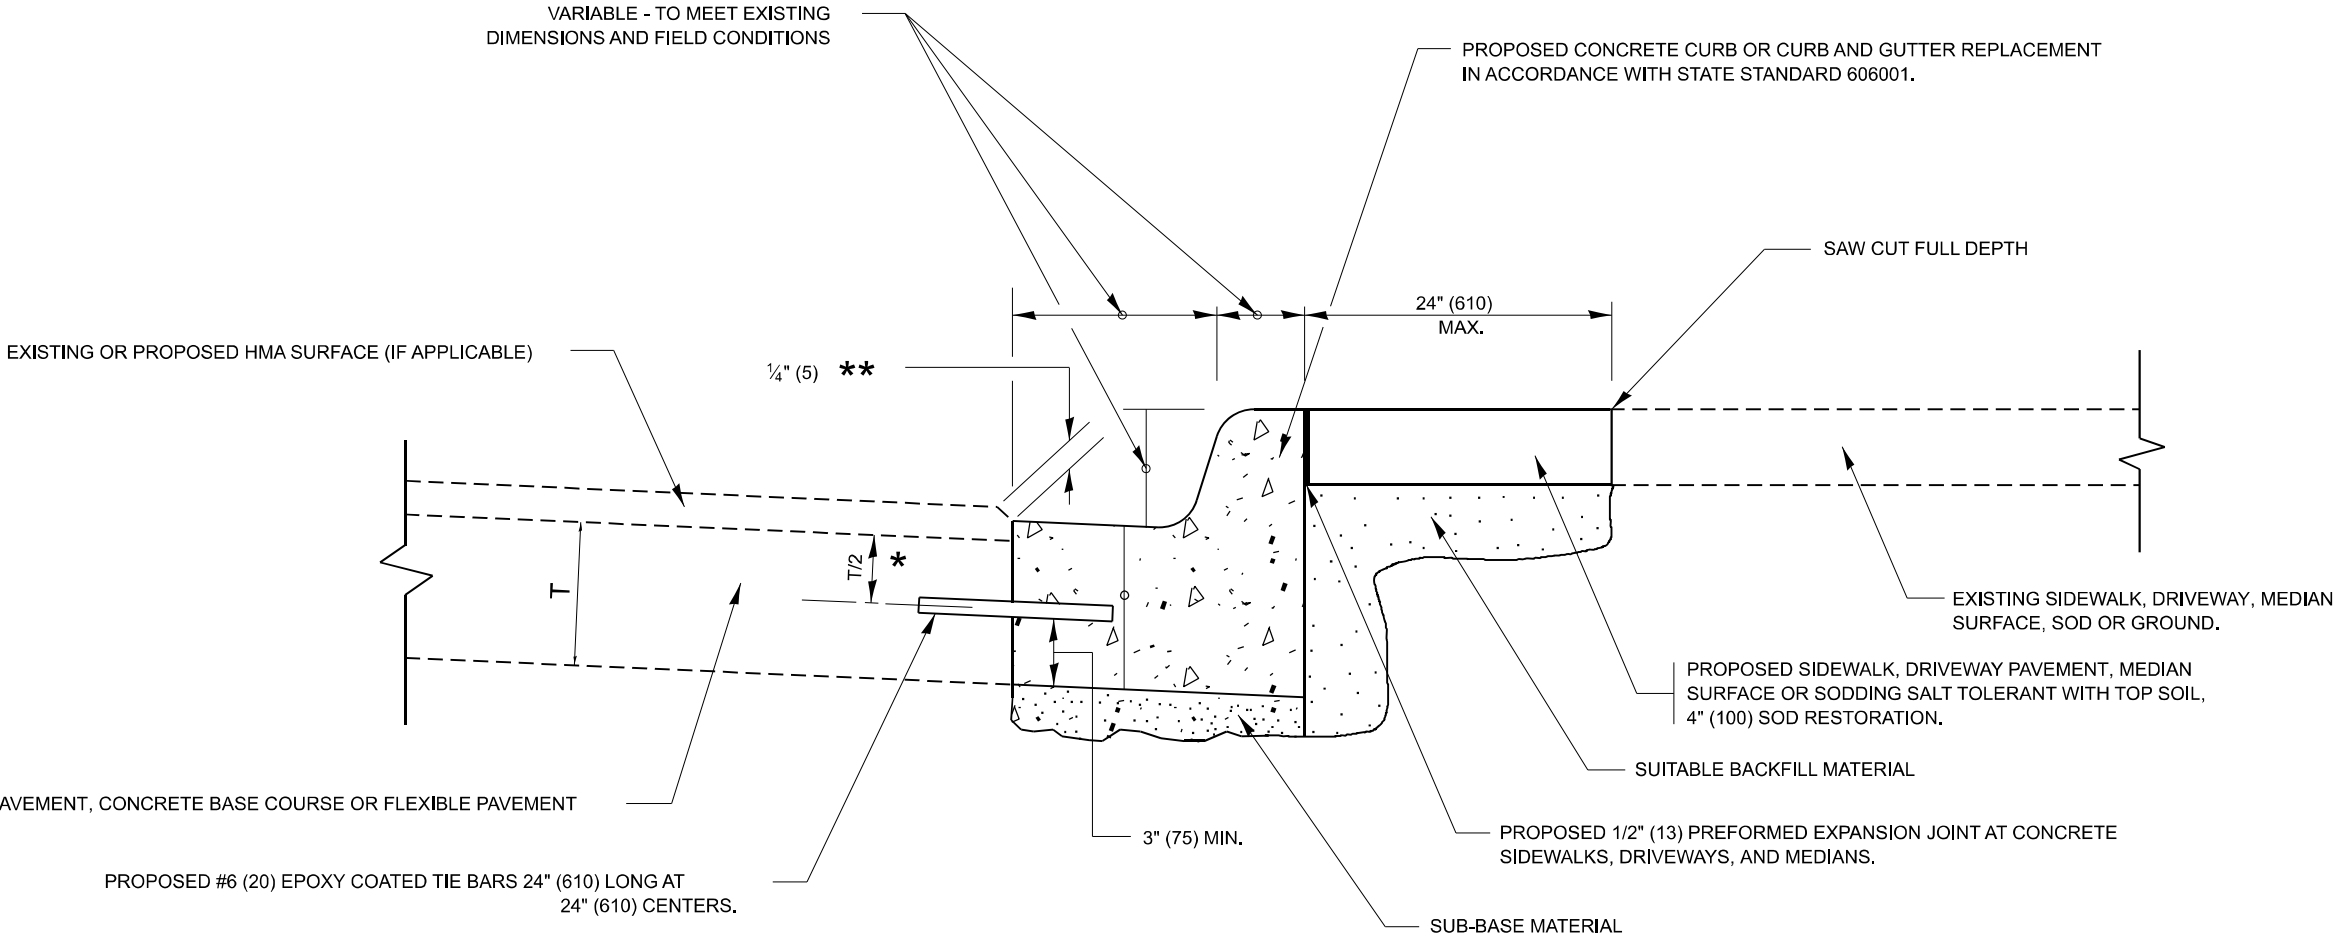 VARIABLE - TO MEET EXISTING
DIMENSIONS AND FIELD CONDITIONS
PROPOSED CONCRETE CURB OR CURB AND GUTTER REPLACEMENT
IN ACCORDANCE WITH STATE STANDARD 606001.
SAW CUT FULL DEPTH
24" (610)
MAX.
EXISTING OR PROPOSED HMA SURFACE (IF APPLICABLE)
¼" (5) **
T
T/2 *
EXISTING SIDEWALK, DRIVEWAY, MEDIAN
SURFACE, SOD OR GROUND.
PROPOSED SIDEWALK, DRIVEWAY PAVEMENT, MEDIAN
SURFACE OR SODDING SALT TOLERANT WITH TOP SOIL,
4" (100) SOD RESTORATION.
SUITABLE BACKFILL MATERIAL
AVEMENT, CONCRETE BASE COURSE OR FLEXIBLE PAVEMENT
3" (75) MIN.
PROPOSED 1/2" (13) PREFORMED EXPANSION JOINT AT CONCRETE
SIDEWALKS, DRIVEWAYS, AND MEDIANS.
PROPOSED #6 (20) EPOXY COATED TIE BARS 24" (610) LONG AT
24" (610) CENTERS.
SUB-BASE MATERIAL